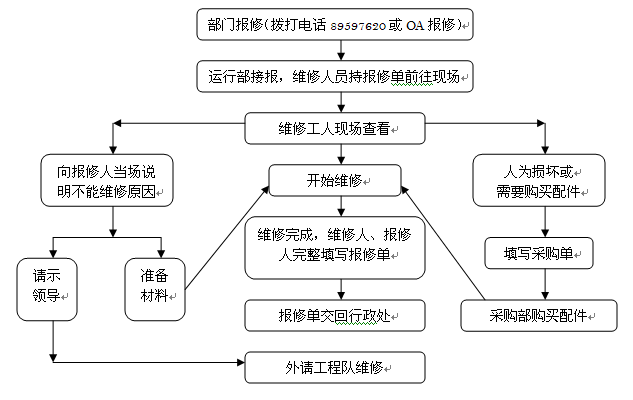 部门报修(拨打电话 89597620 或 OA 报修)
运行部接报，维修人员持报修单前往现场
维修工人现场查看
向报修人当场说
明不能维修原因
开始维修
人为损坏或
需要购买配件
维修完成，维修人、报修
人完整填写报修单
填写采购单
请示
领导
准备
材料
报修单交回行政处
采购部购买配件
外请工程队维修